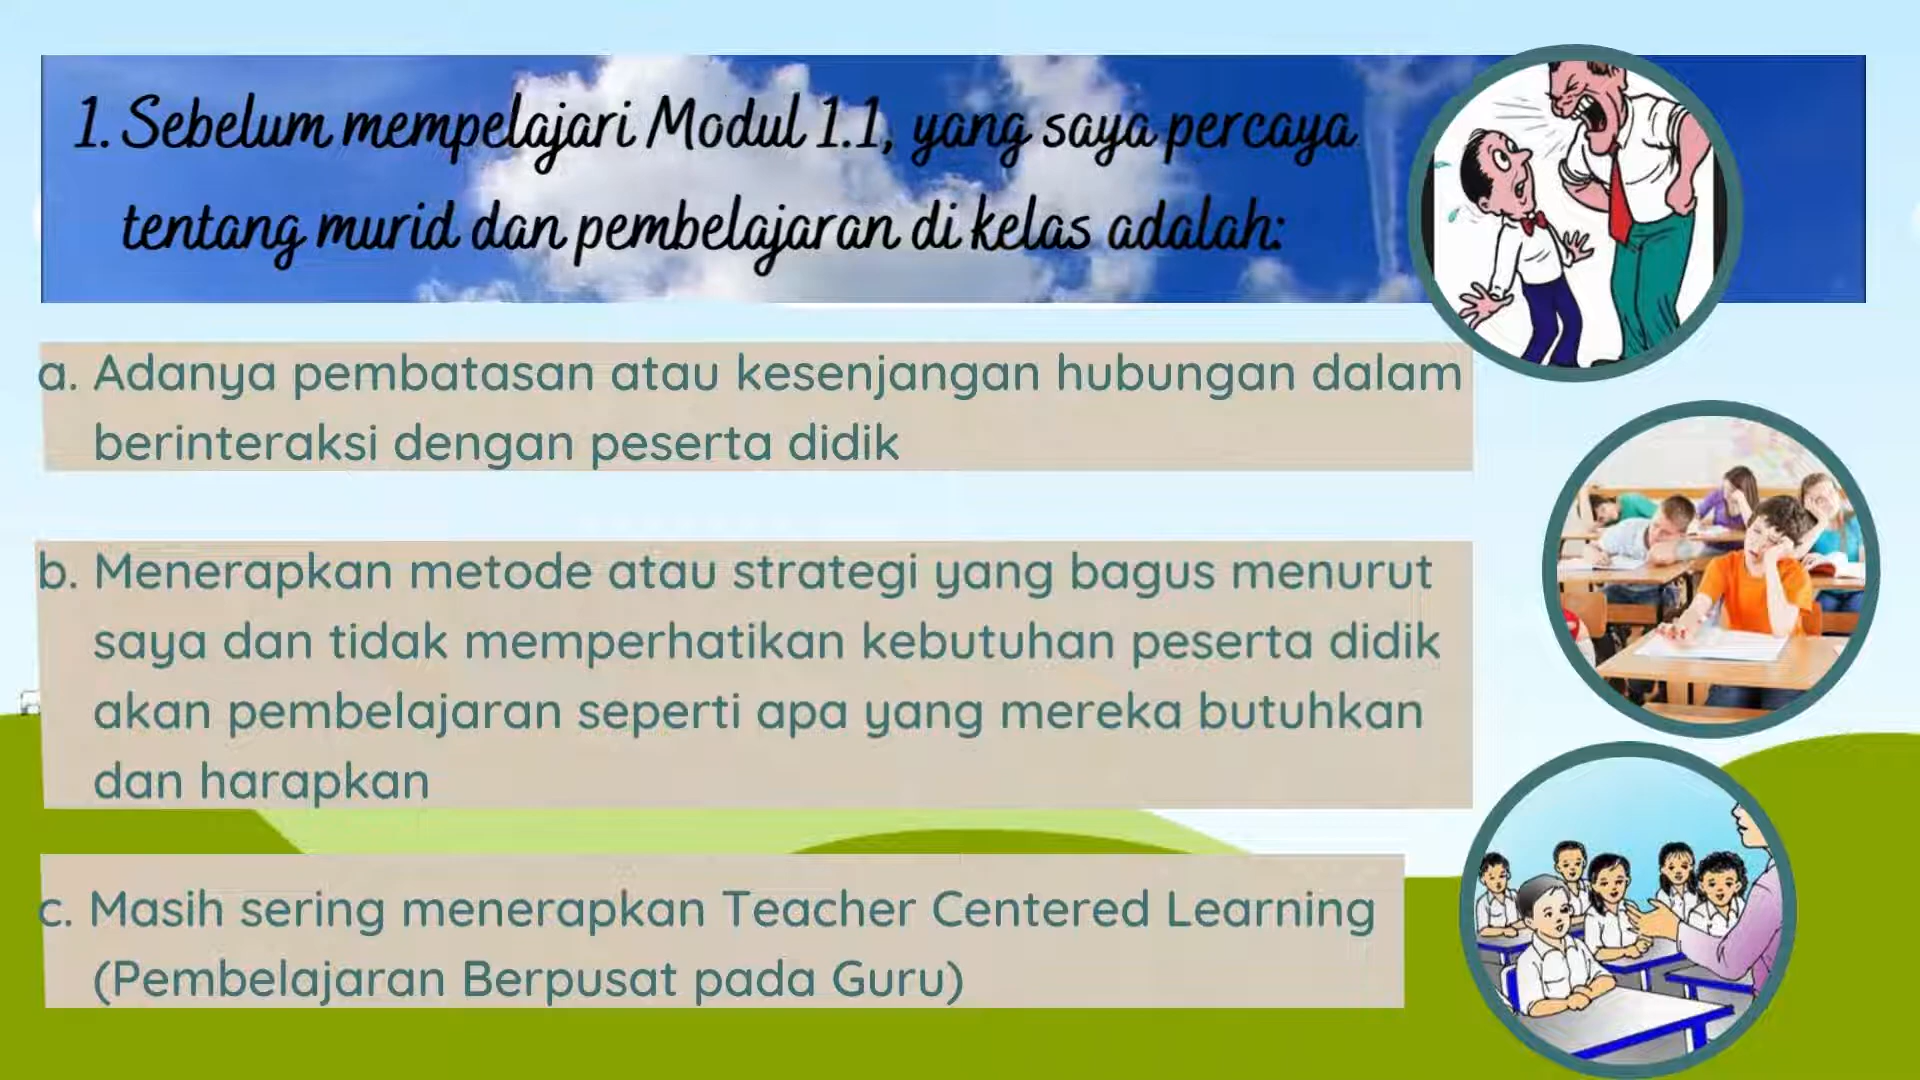 1. Sebelum mempelajari Modul 1.1, yang saya percaya
tentang murid dan pembelajaran di kelas adalah:
a. Adanya pembatasan atau kesenjangan hubungan dalam
berinteraksi dengan peserta didik
b. Menerapkan metode atau strategi yang bagus menurut
saya dan tidak memperhatikan kebutuhan peserta didik
akan pembelajaran seperti apa yang mereka butuhkan
dan harapkan
c. Masih sering menerapkan Teacher Centered Learning
(Pembelajaran Berpusat pada Guru)